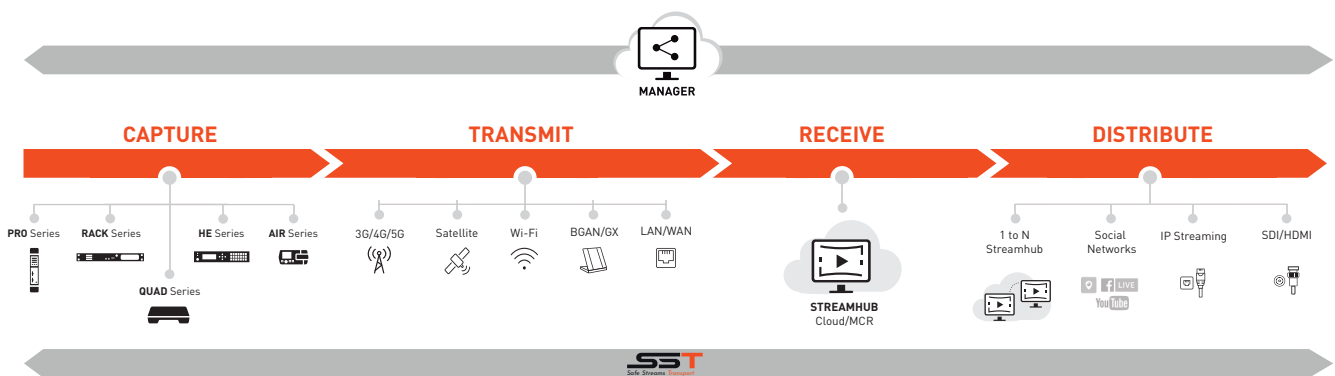 MANAGER
CAPTURE
TRANSMIT
RECEIVE
DISTRIBUTE
PRO Series
RACK Series
HE Series
AIR Series
QUAD Series
3G/4G/5G
Satellite
Wi-Fi
BGAN/GX
LAN/WAN
STREAMHUB
Cloud/MCR
1 to N
Streamhub
Social
Networks
LIVE
YouTube
IP Streaming
SDI/HDMI
SST
Safe Streams Transport